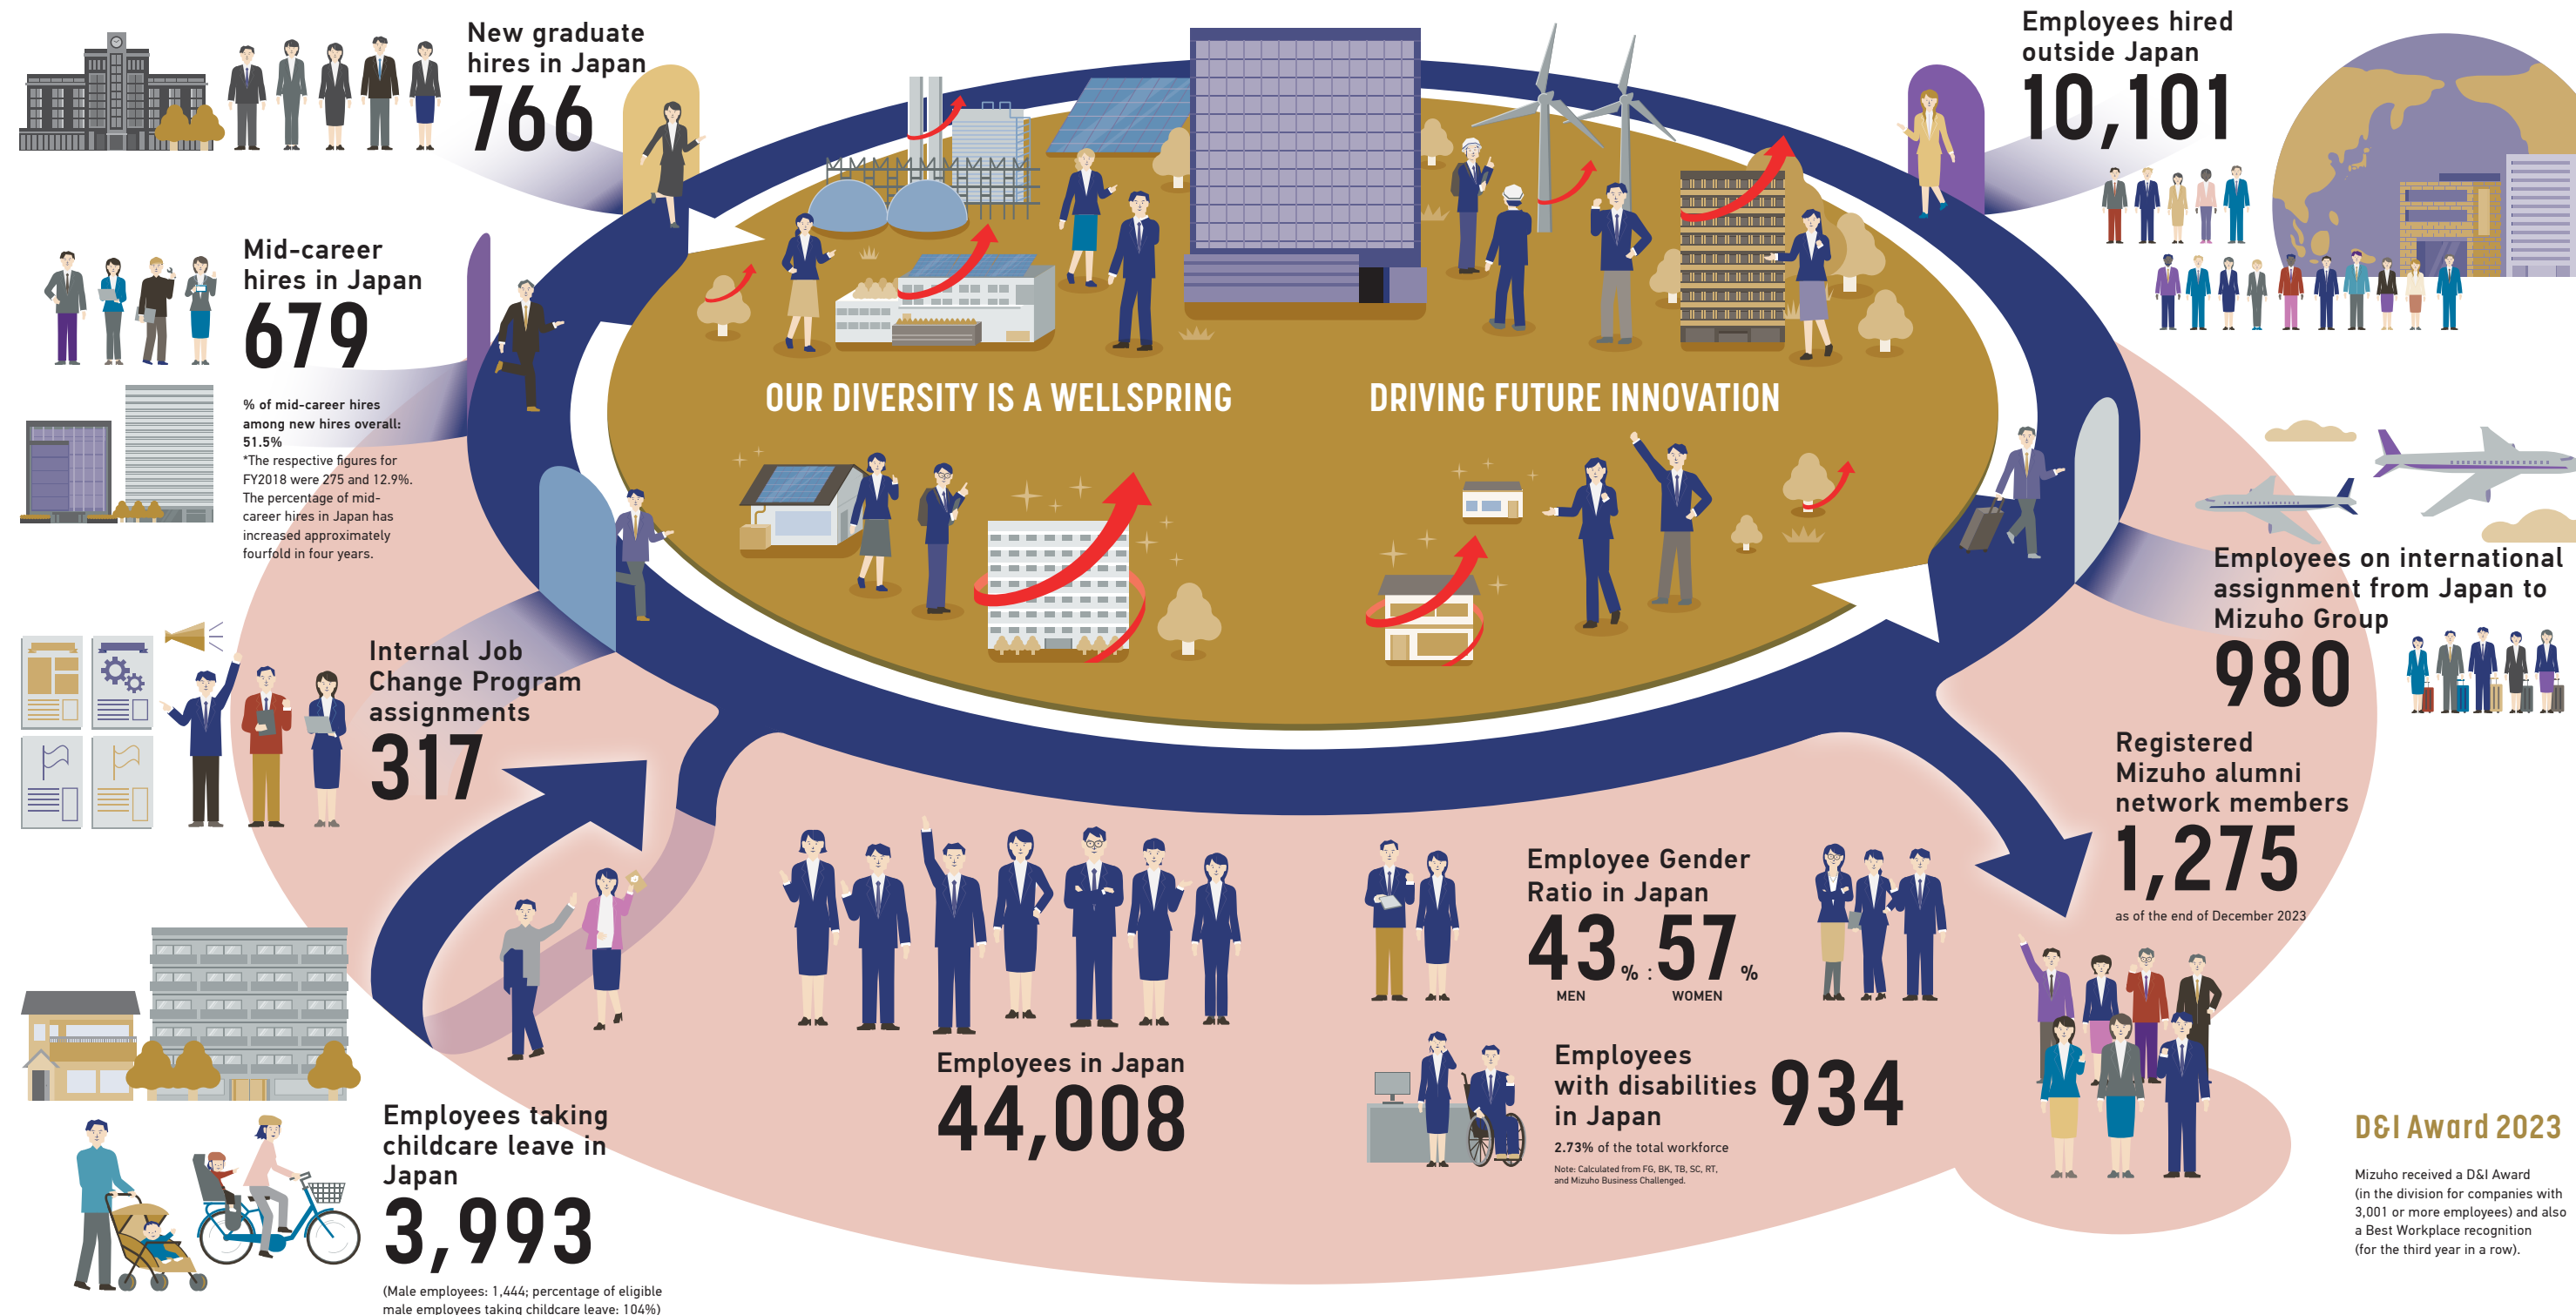 New graduate
hires in Japan
766
Mid-career
hires in Japan
679
% of mid-career hires
among new hires overall:
51.5%
*The respective figures for
FY2018 were 275 and 12.9%.
The percentage of mid-
career hires in Japan has
increased approximately
fourfold in four years.
Internal Job
Change Program
assignments
317
Employees taking
childcare leave in
Japan
3,993
(Male employees: 1,444; percentage of eligible
male employees taking childcare leave: 104%)
OUR DIVERSITY IS A WELLSPRING
DRIVING FUTURE INNOVATION
Employees in Japan
44,008
Employee Gender
Ratio in Japan
43% : 57%
MEN WOMEN
Employees
with disabilities
in Japan
934
2.73% of the total workforce
Note: Calculated from FG, BK, TB, SC, RT,
and Mizuho Business Challenged.
Employees hired
outside Japan
10,101
Employees on international
assignment from Japan to
Mizuho Group
980
Registered
Mizuho alumni
network members
1,275
as of the end of December 2023
D&I Award 2023
Mizuho received a D&I Award
(in the division for companies with
3,001 or more employees) and also
a Best Workplace recognition
(for the third year in a row).